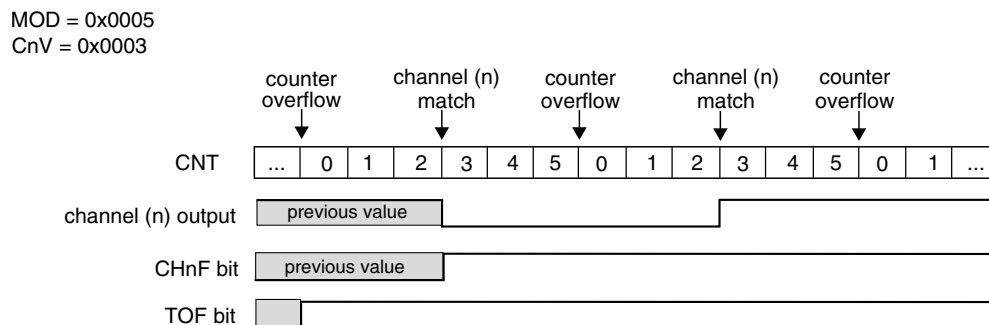 MOD = 0x0005
CnV = 0x0003
counter overflow
channel (n) match
counter overflow
channel (n) match
counter overflow
CNT ... 0 1 2 3 4 5 0 1 2 3 4 5 0 1 ...
channel (n) output previous value
CHnF bit previous value
TOF bit